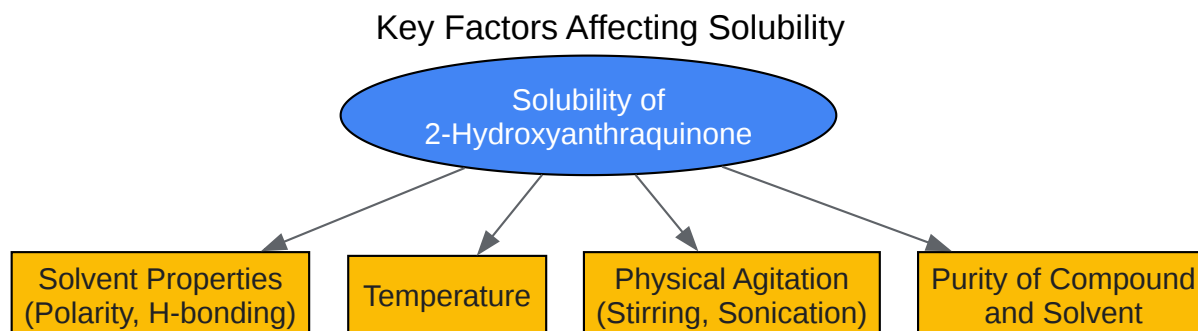 Key Factors Affecting Solubility
Solubility of
2-Hydroxyanthraquinone
Solvent Properties
(Polarity, H-bonding)
Temperature
Physical Agitation
(Stirring, Sonication)
Purity of Compound
and Solvent